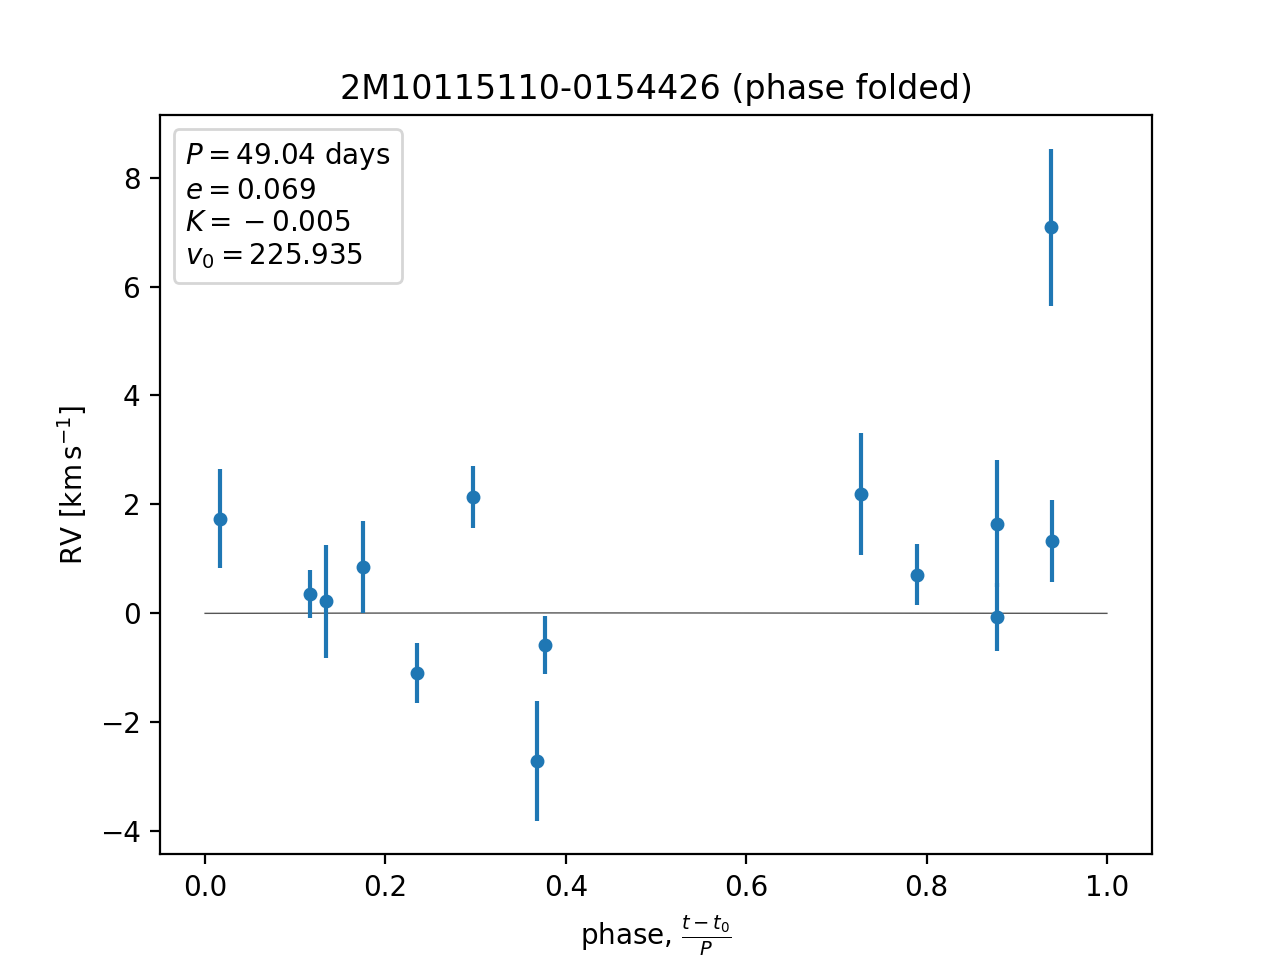 2M10115110-0154426 (phase folded)
P = 49.04 days
e = 0.069
K = −0.005
v₀ = 225.935
8
6
4
2
0
−2
−4
RV [km s⁻¹]
0.0 0.2 0.4 0.6 0.8 1.0
phase, (t − t₀)/P